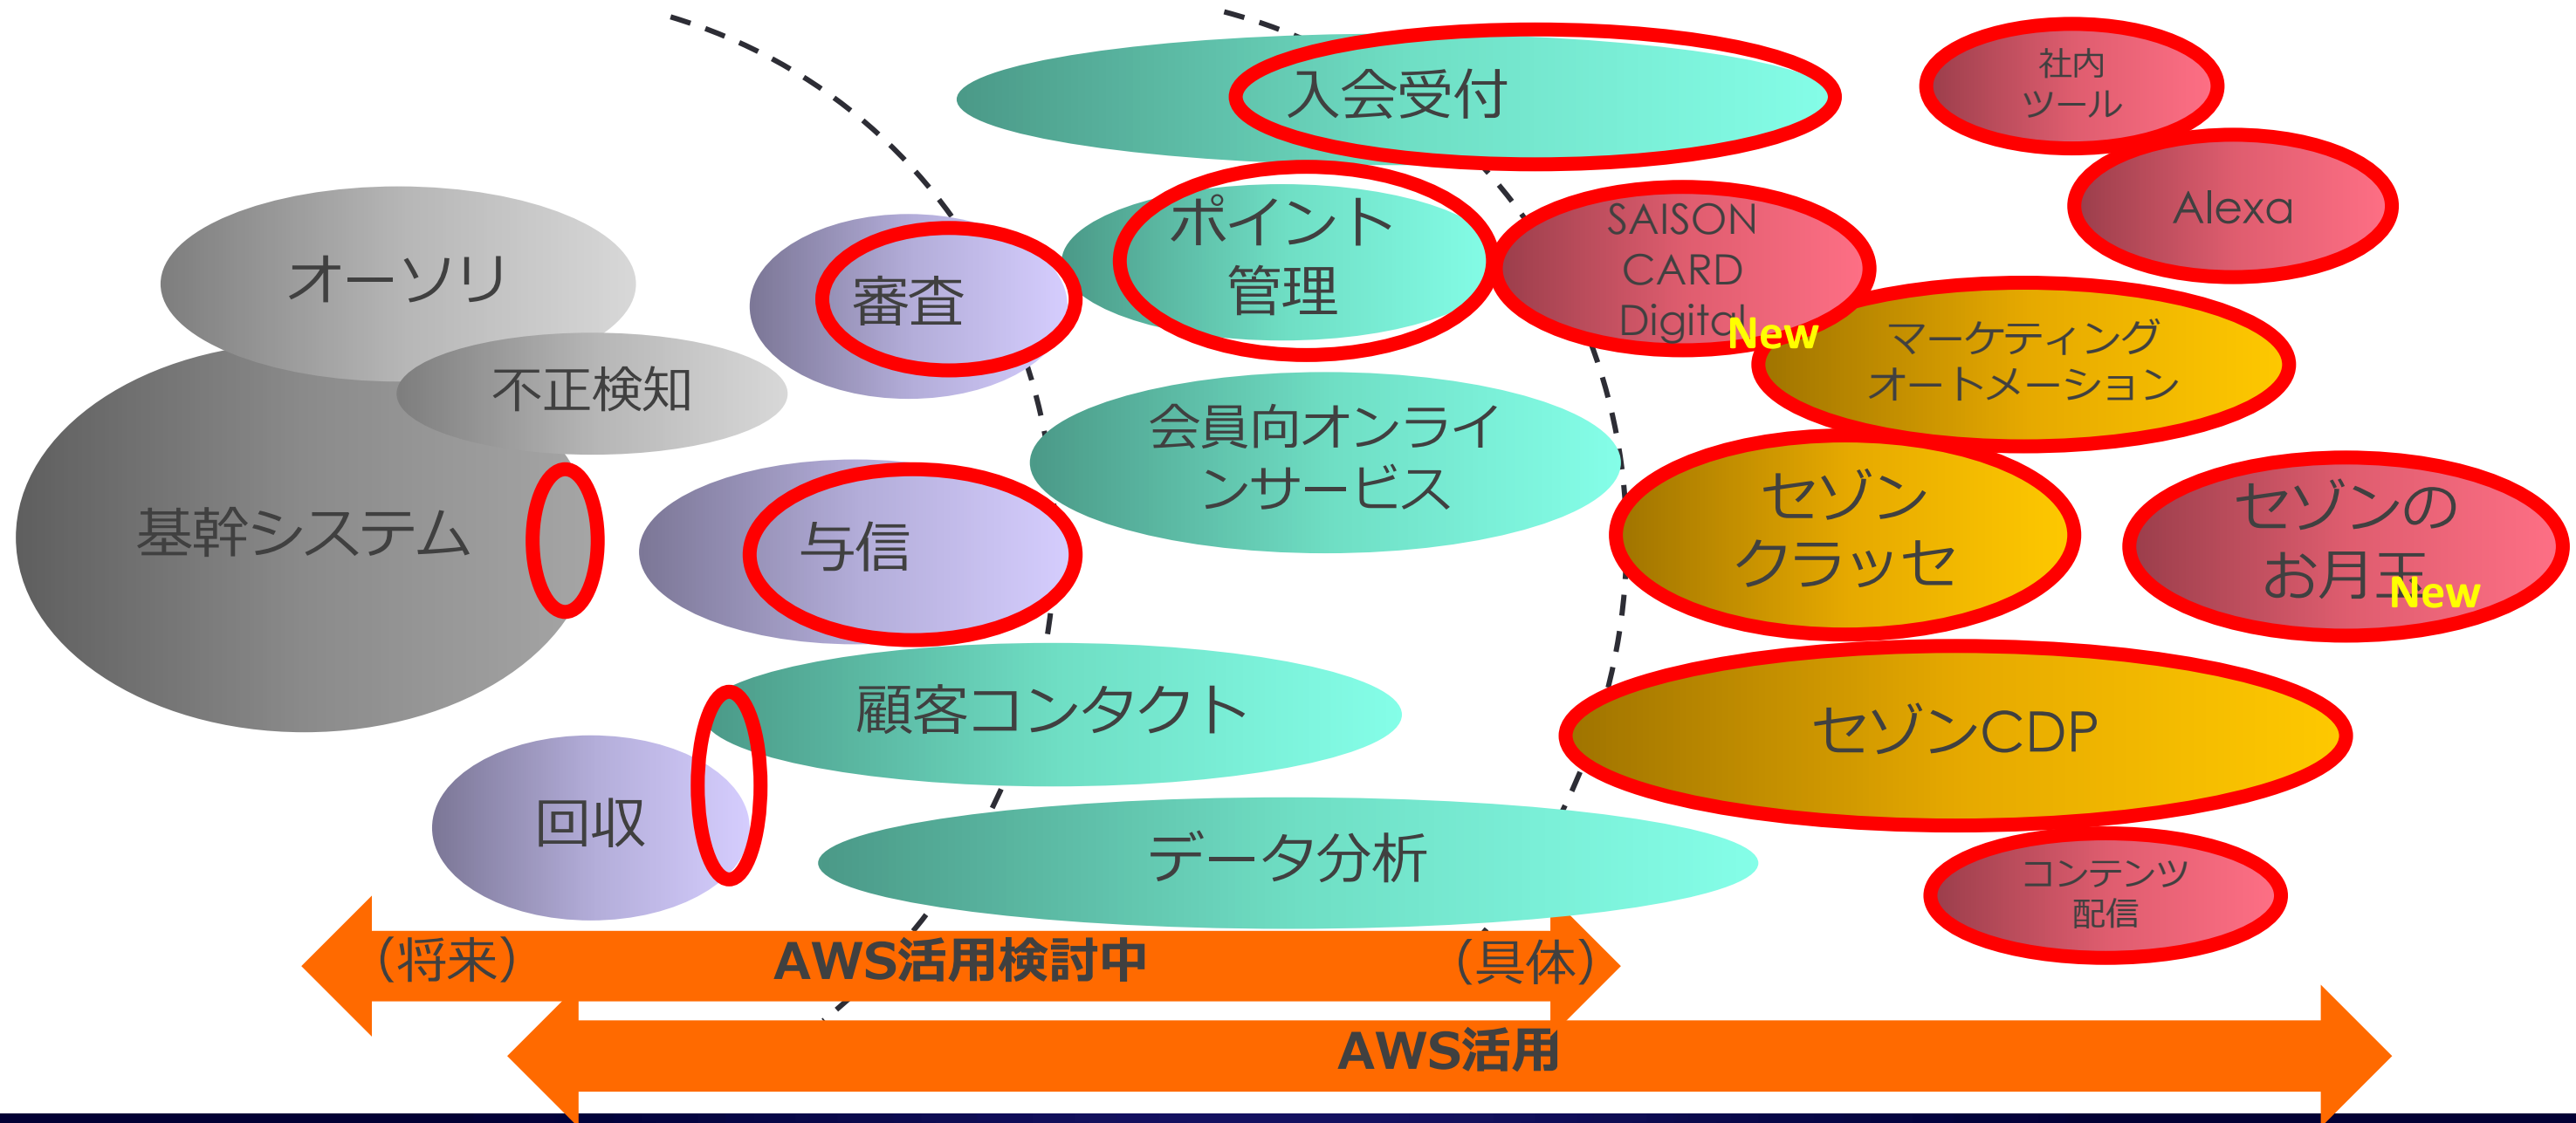 入会受付
社内
ツール
Alexa
オーソリ
審査
ポイント
管理
SAISON
CARD
Digital
New
マーケティング
オートメーション
不正検知
会員向オンライ
ンサービス
基幹システム
与信
セゾン
クラッセ
セゾンの
お月玉
New
顧客コンタクト
セゾンCDP
回収
データ分析
コンテンツ
配信
（将来）
AWS活用検討中
（具体）
AWS活用